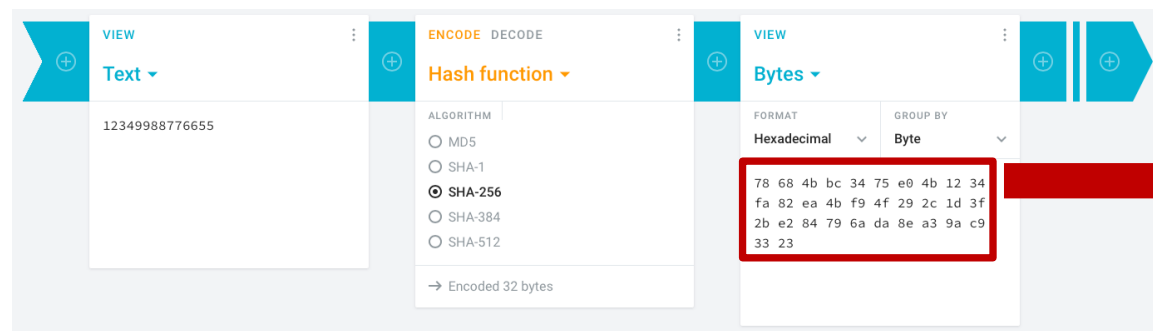 VIEW
Text
12349988776655
ENCODE DECODE
Hash function
ALGORITHM
MD5
SHA-1
SHA-256
SHA-384
SHA-512
→ Encoded 32 bytes
VIEW
Bytes
FORMAT GROUP BY
Hexadecimal Byte
78 68 4b bc 34 75 e0 4b 12 34
fa 82 ea 4b f9 4f 29 2c 1d 3f
2b e2 84 79 6a da 8e a3 9a c9
33 23